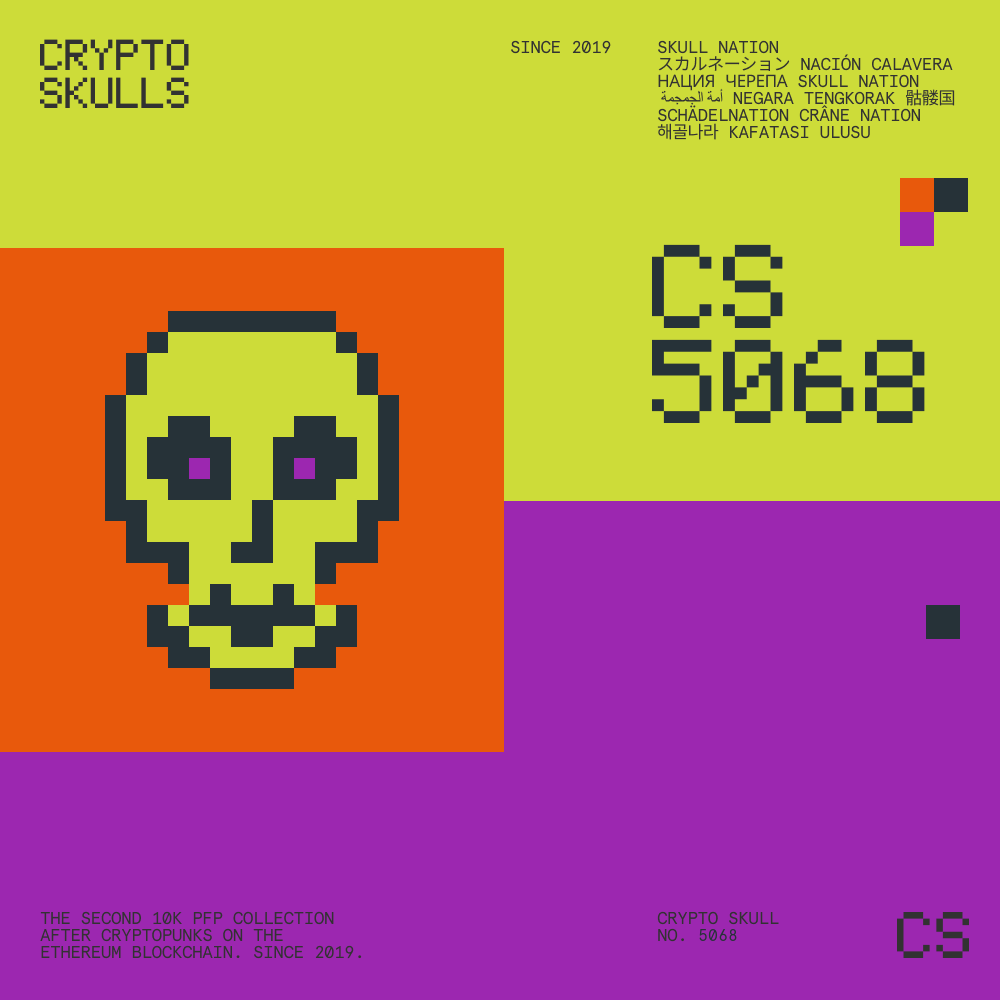 CRYPTO
SKULLS
SINCE 2019
SKULL NATION
スカルネーション NACIÓN CALAVERA
НАЦИЯ ЧЕРЕПА SKULL NATION
أمة الجمجمة NEGARA TENGKORAK 骷髅国
SCHÄDELNATION CRÂNE NATION
해골나라 KAFATASI ULUSU
CS
5068
THE SECOND 10K PFP COLLECTION
AFTER CRYPTOPUNKS ON THE
ETHEREUM BLOCKCHAIN. SINCE 2019.
CRYPTO SKULL
NO. 5068
CS